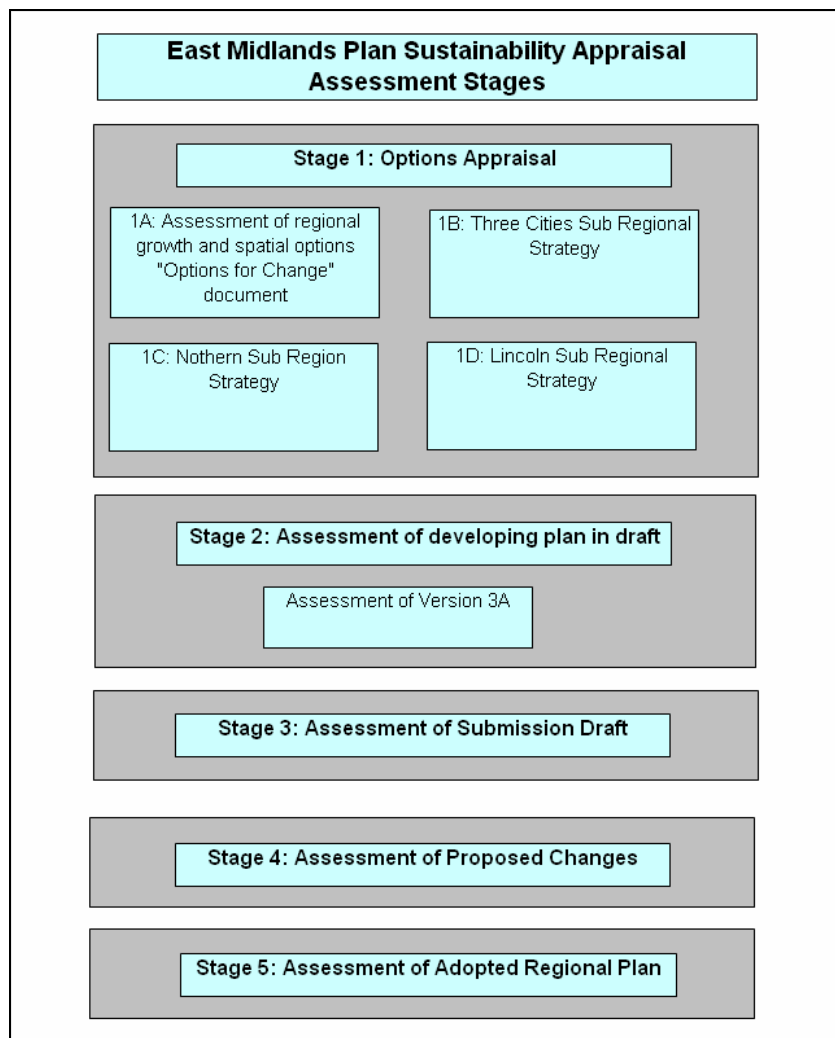 East Midlands Plan Sustainability Appraisal
Assessment Stages
Stage 1: Options Appraisal
1A: Assessment of regional
growth and spatial options
"Options for Change"
document
1B: Three Cities Sub Regional
Strategy
1C: Nothern Sub Region
Strategy
1D: Lincoln Sub Regional
Strategy
Stage 2: Assessment of developing plan in draft
Assessment of Version 3A
Stage 3: Assessment of Submission Draft
Stage 4: Assessment of Proposed Changes
Stage 5: Assessment of Adopted Regional Plan